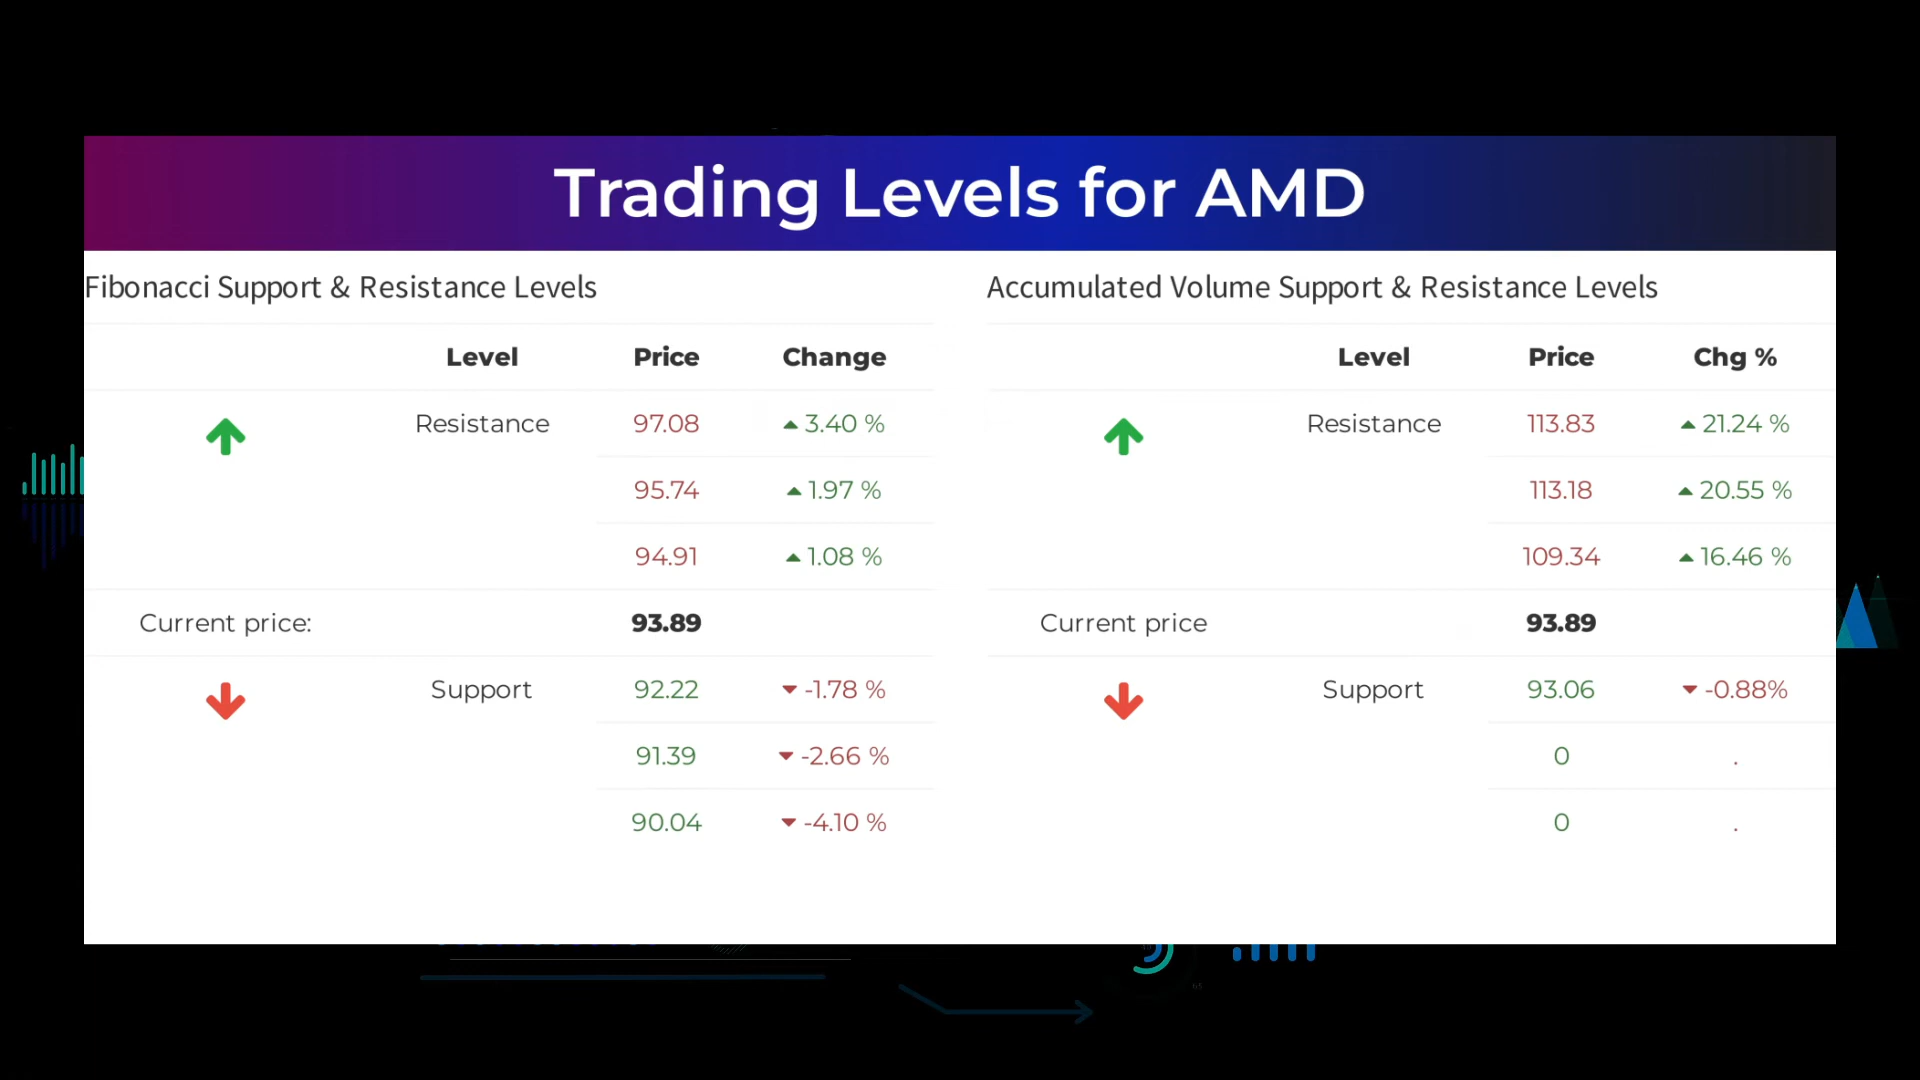 Trading Levels for AMD
Fibonacci Support & Resistance Levels
Level Price Change
Resistance 97.08 3.40 %
95.74 1.97 %
94.91 1.08 %
Current price: 93.89
Support 92.22 -1.78 %
91.39 -2.66 %
90.04 -4.10 %
Accumulated Volume Support & Resistance Levels
Level Price Chg %
Resistance 113.83 21.24 %
113.18 20.55 %
109.34 16.46 %
Current price 93.89
Support 93.06 -0.88%
0 .
0 .